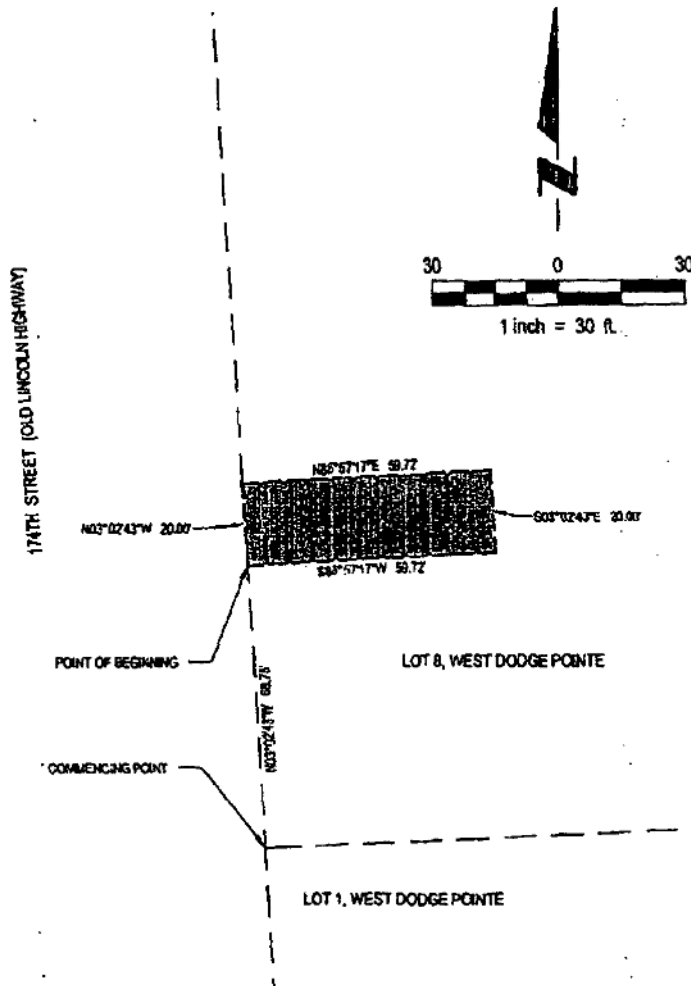 30 0 30
1 inch = 30 ft.
174TH STREET (OLD LINCOLN HIGHWAY)
N86°57'17"E 59.72'
N03°02'43"W 20.00'
S03°02'43"E 20.00'
S86°57'17"W 59.72'
POINT OF BEGINNING
LOT 8, WEST DODGE POINTE
N03°02'43"W 68.75'
COMMENCING POINT
LOT 1, WEST DODGE POINTE